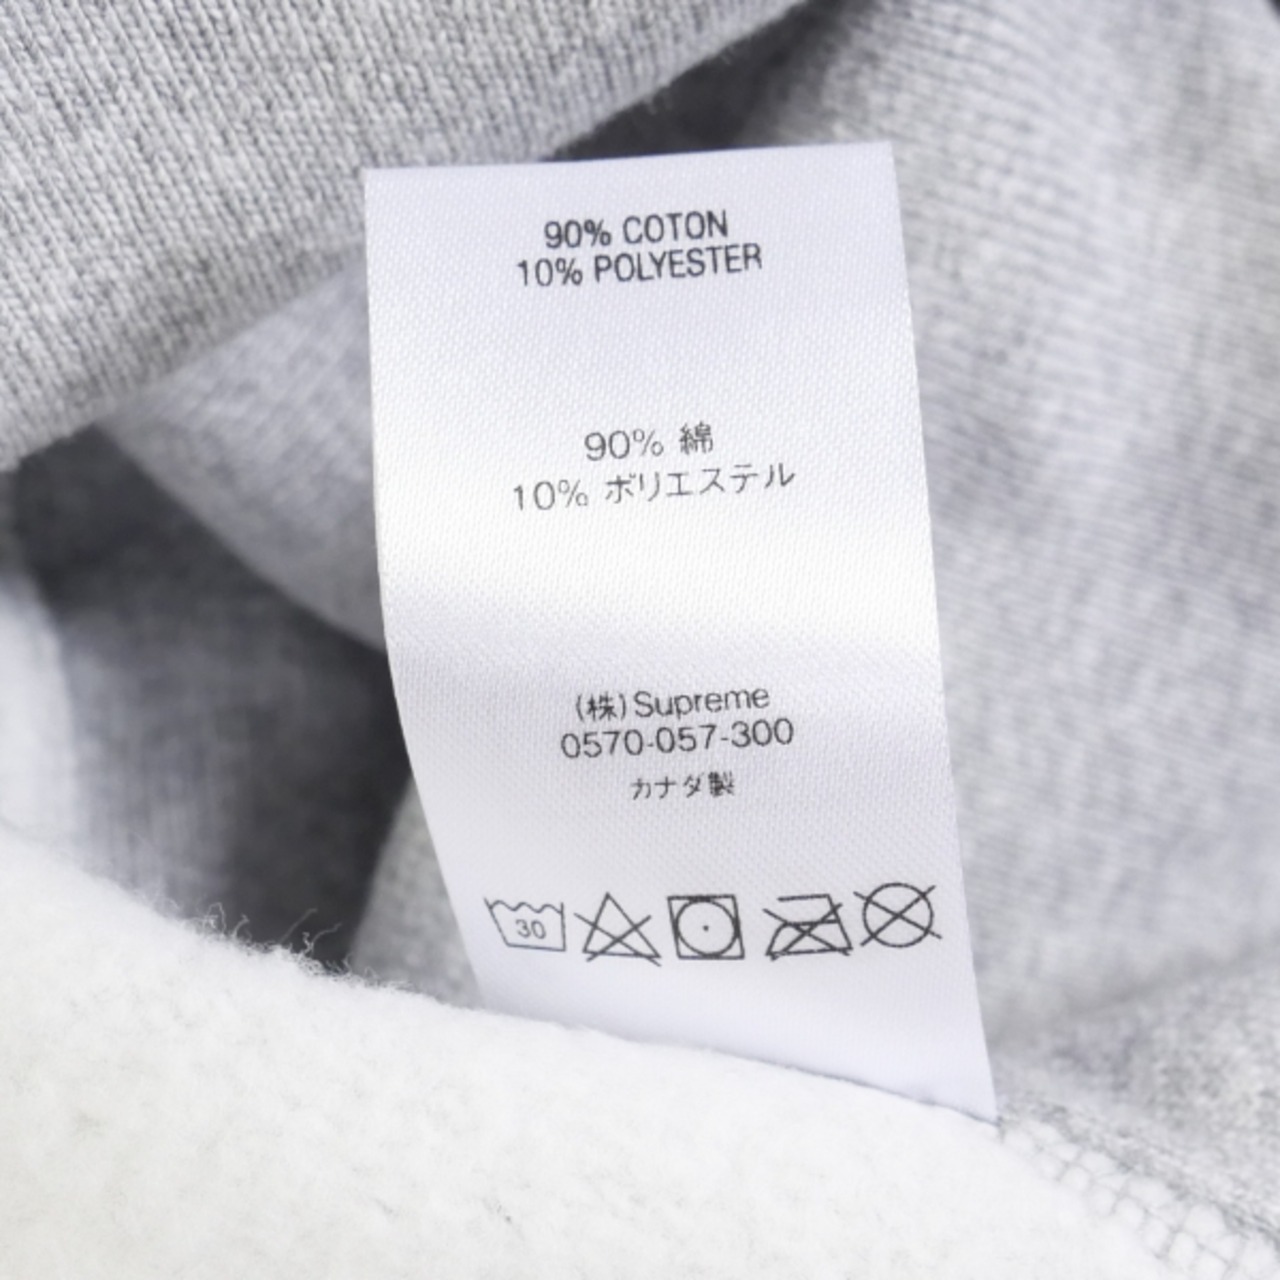 90% COTON
10% POLYESTER
90% 綿
10% ポリエステル
(株)Supreme
0570-057-300
カナダ製
30